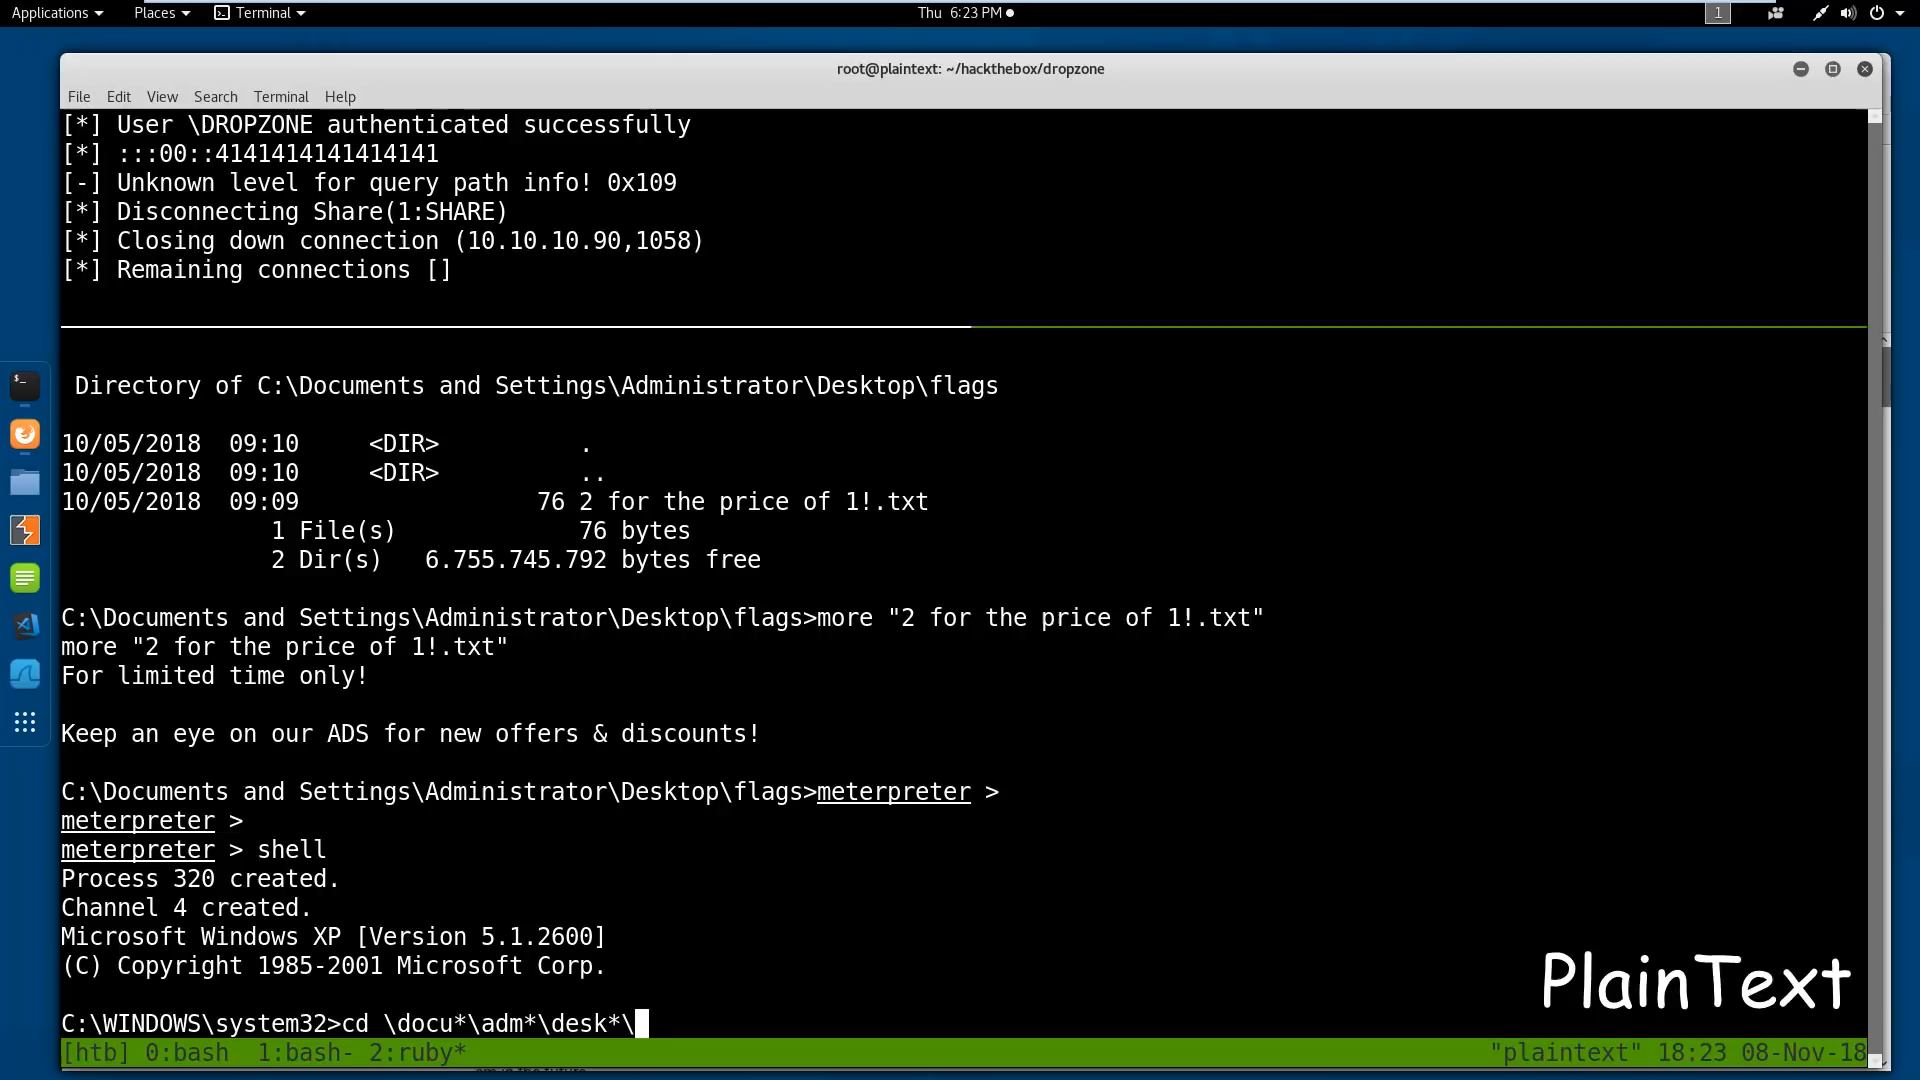 Applications Places Terminal Thu 6:23 PM 1
root@plaintext: ~/hackthebox/dropzone
File Edit View Search Terminal Help
[*] User \DROPZONE authenticated successfully
[*] :::00::4141414141414141
[-] Unknown level for query path info! 0x109
[*] Disconnecting Share(1:SHARE)
[*] Closing down connection (10.10.10.90,1058)
[*] Remaining connections []
Directory of C:\Documents and Settings\Administrator\Desktop\flags
10/05/2018  09:10     <DIR>          .
10/05/2018  09:10     <DIR>          ..
10/05/2018  09:09                 76 2 for the price of 1!.txt
1 File(s)             76 bytes
2 Dir(s)   6.755.745.792 bytes free
C:\Documents and Settings\Administrator\Desktop\flags>more "2 for the price of 1!.txt"
more "2 for the price of 1!.txt"
For limited time only!
Keep an eye on our ADS for new offers & discounts!
C:\Documents and Settings\Administrator\Desktop\flags>meterpreter >
meterpreter >
meterpreter > shell
Process 320 created.
Channel 4 created.
Microsoft Windows XP [Version 5.1.2600]
(C) Copyright 1985-2001 Microsoft Corp.
PlainText
C:\WINDOWS\system32>cd \docu*\adm*\desk*\
[htb] 0:bash  1:bash- 2:ruby* "plaintext" 18:23 08-Nov-18